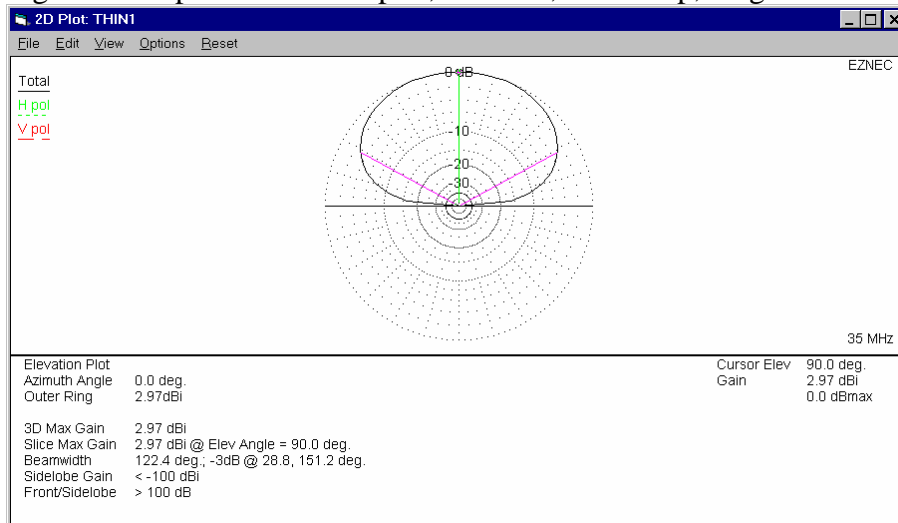 2D Plot: THIN1
File Edit View Options Reset
EZNEC
Total
H pol
V pol
0 dB
-10
-20
-30
35 MHz
Elevation Plot
Azimuth Angle 0.0 deg.
Outer Ring 2.97dBi
Cursor Elev 90.0 deg.
Gain 2.97 dBi
0.0 dBmax
3D Max Gain 2.97 dBi
Slice Max Gain 2.97 dBi @ Elev Angle = 90.0 deg.
Beamwidth 122.4 deg.; -3dB @ 28.8, 151.2 deg.
Sidelobe Gain < -100 dBi
Front/Sidelobe > 100 dB